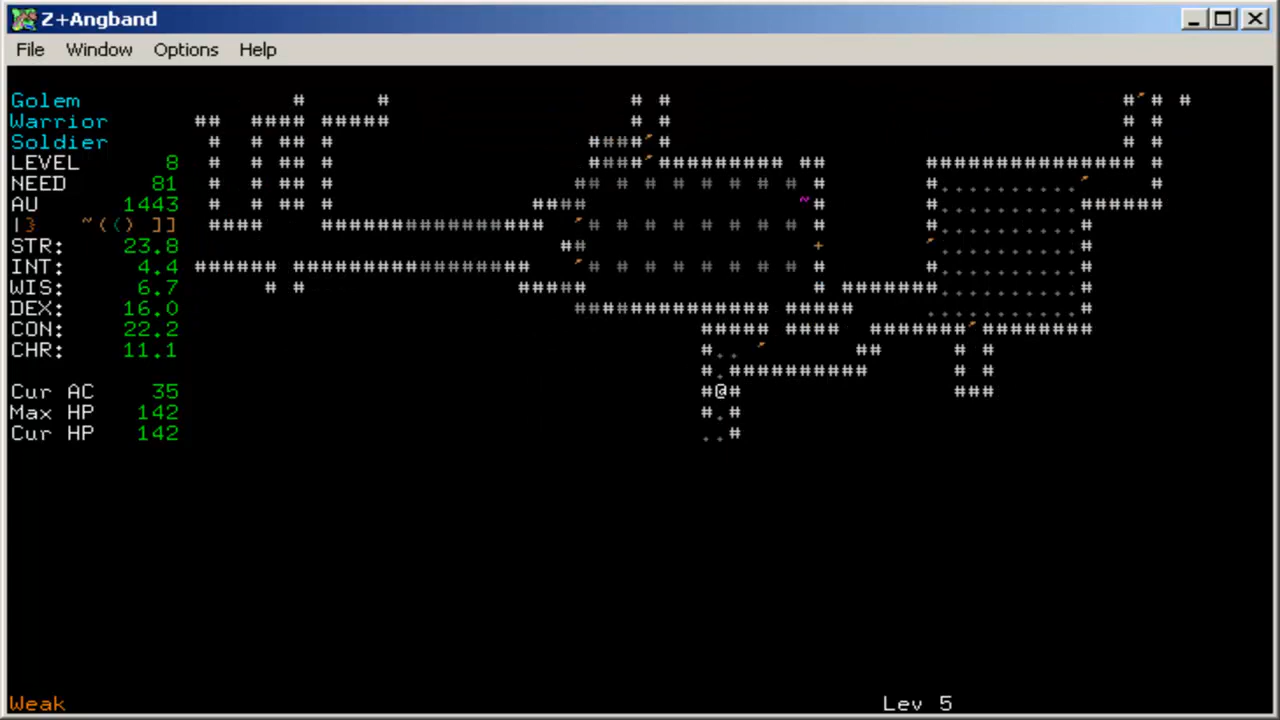 Z+Angband
File Window Options Help
Golem
Warrior
Soldier
LEVEL 8
NEED 81
AU 1443
|} ~(() ]]
STR: 23.8
INT: 4.4
WIS: 6.7
DEX: 16.0
CON: 22.2
CHR: 11.1
Cur AC 35
Max HP 142
Cur HP 142
#@#
Weak Lev 5